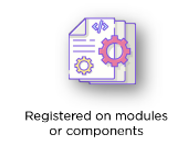 Registered on modules
or components